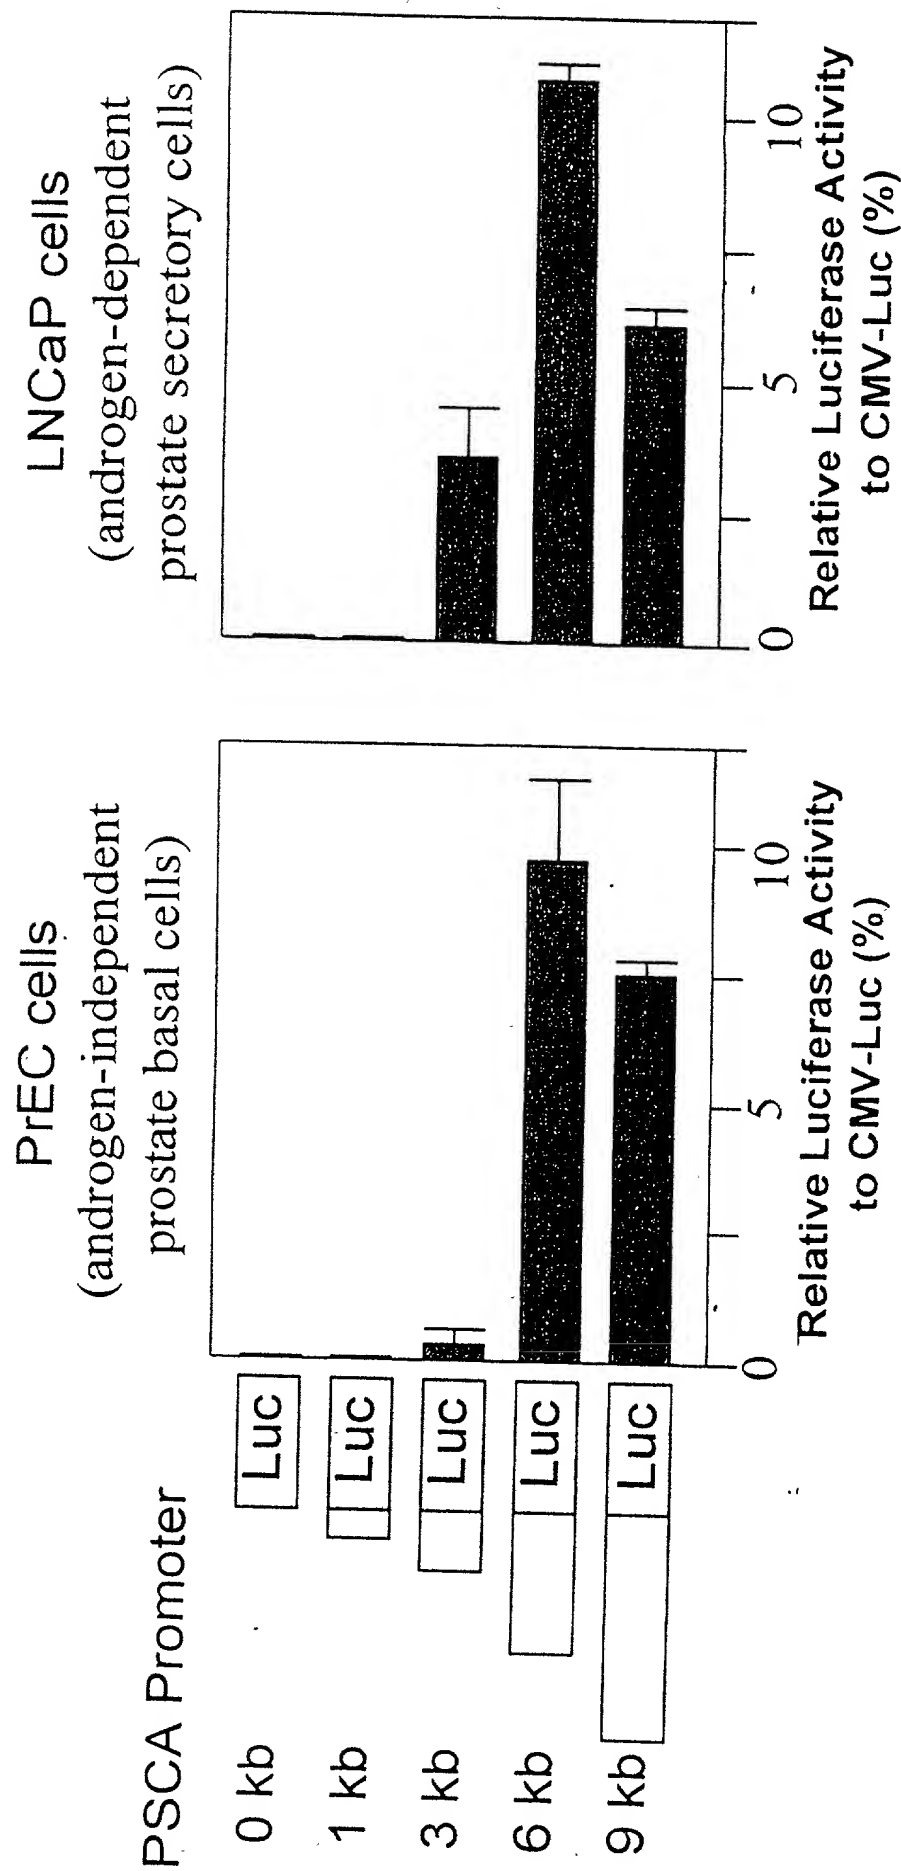 PSCA Promoter
0 kb
Luc
1 kb
Luc
3 kb
Luc
6 kb
Luc
9 kb
Luc
PrEC cells
(androgen-independent
prostate basal cells)
0
5
10
Relative Luciferase Activity
to CMV-Luc (%)
LNCaP cells
(androgen-dependent
prostate secretory cells)
0
5
10
Relative Luciferase Activity
to CMV-Luc (%)